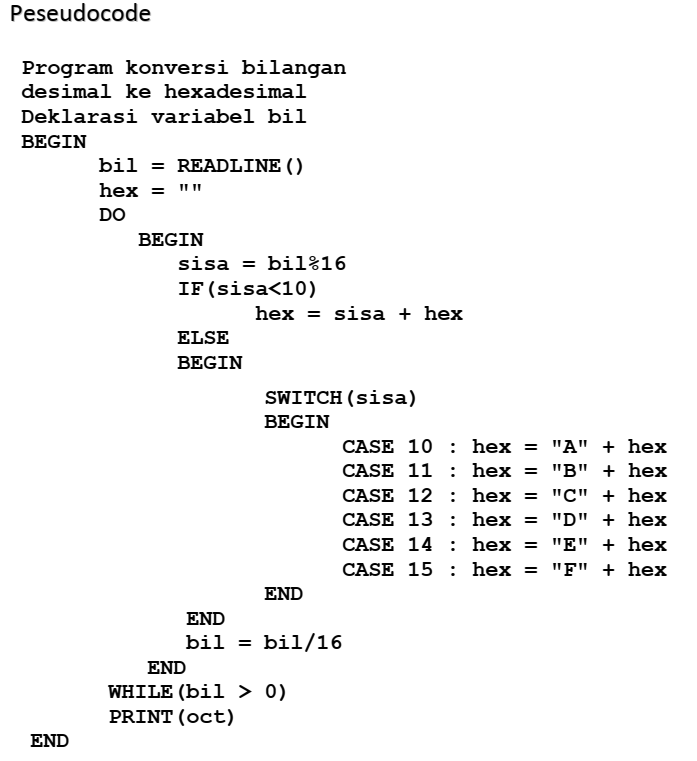 Peseudocode
Program konversi bilangan
desimal ke hexadesimal
Deklarasi variabel bil
BEGIN
bil = READLINE()
hex = ""
DO
BEGIN
sisa = bil%16
IF(sisa<10)
hex = sisa + hex
ELSE
BEGIN
SWITCH(sisa)
BEGIN
CASE 10 : hex = "A" + hex
CASE 11 : hex = "B" + hex
CASE 12 : hex = "C" + hex
CASE 13 : hex = "D" + hex
CASE 14 : hex = "E" + hex
CASE 15 : hex = "F" + hex
END
END
bil = bil/16
END
WHILE(bil > 0)
PRINT(oct)
END